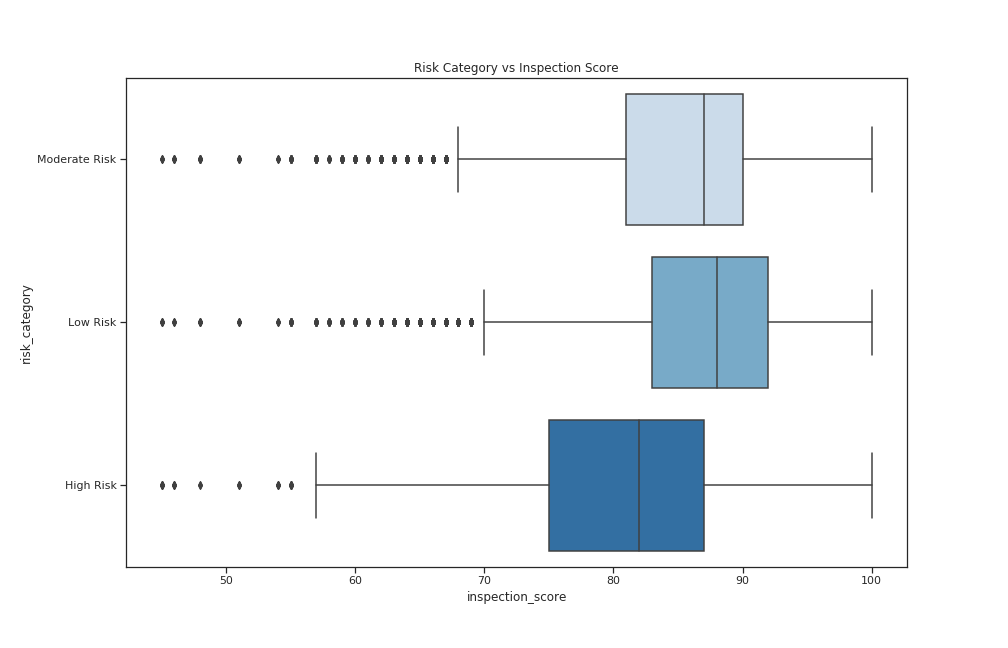 Risk Category vs Inspection Score
Moderate Risk
Low Risk
High Risk
risk_category
50 60 70 80 90 100
inspection_score